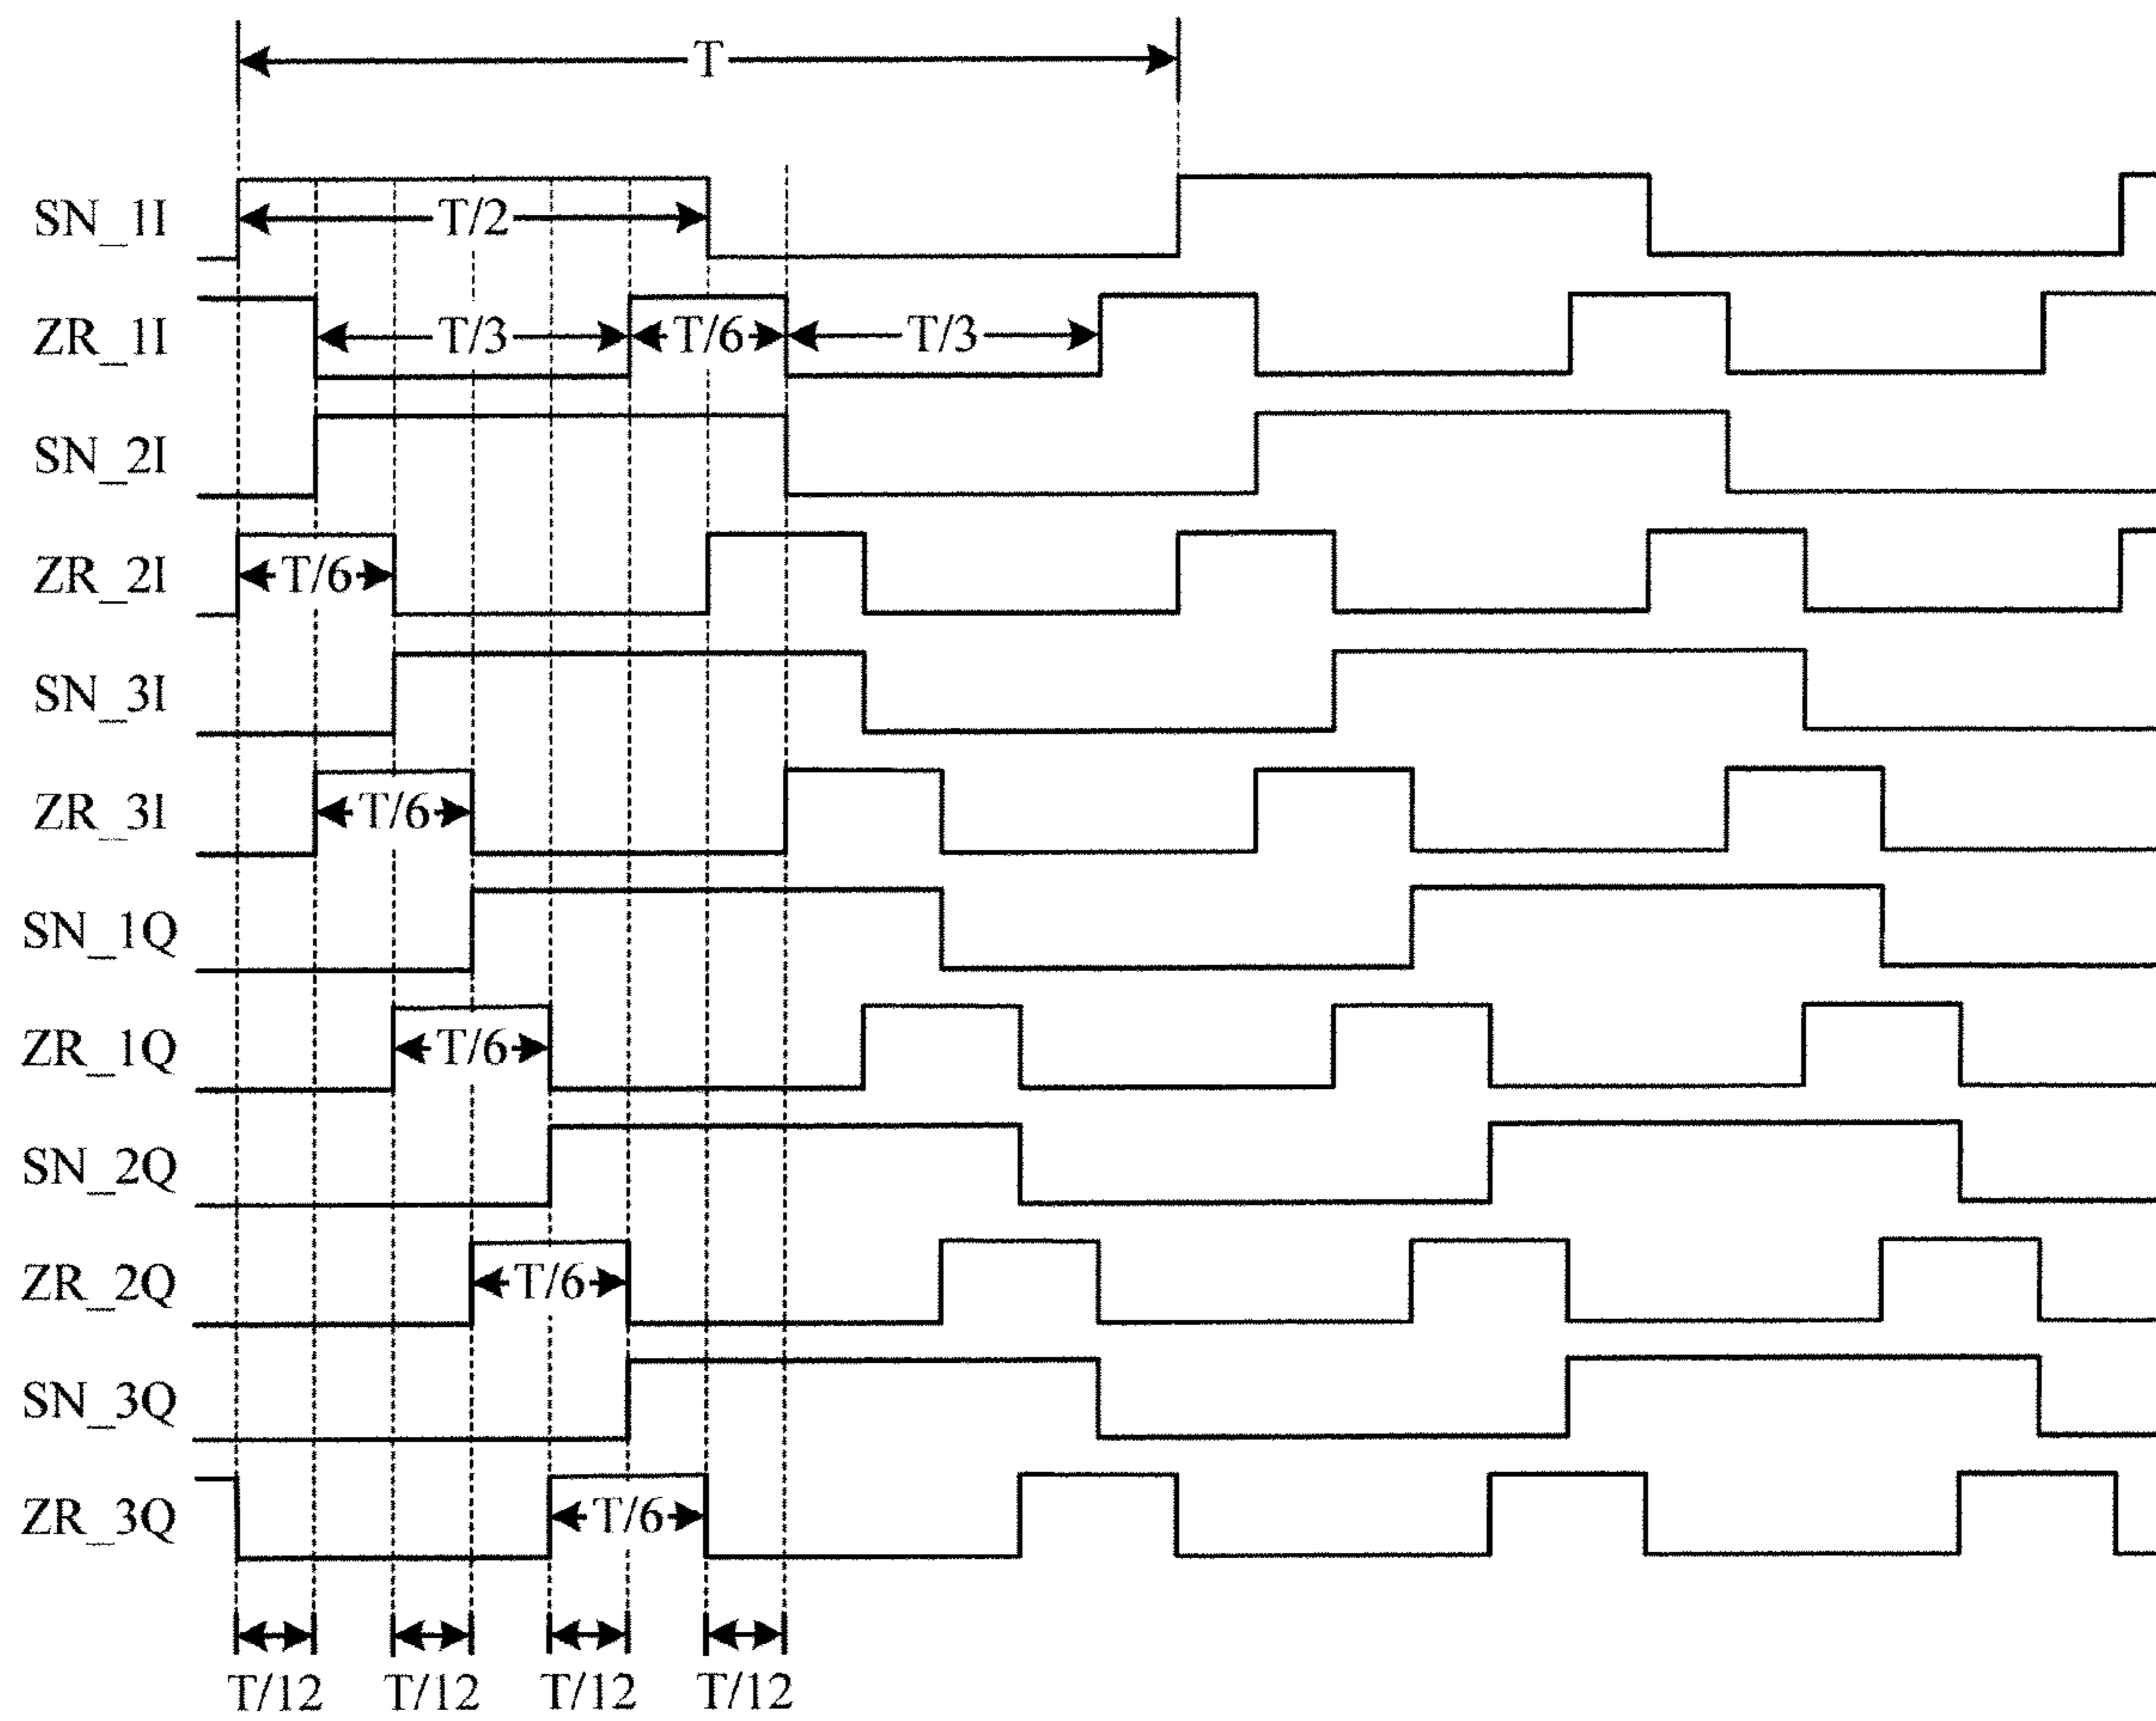 T
SN_1I
T/2
ZR_1I
T/3
T/6
T/3
SN_2I
ZR_2I
T/6
SN_3I
ZR_3I
T/6
SN_1Q
ZR_1Q
T/6
SN_2Q
ZR_2Q
T/6
SN_3Q
ZR_3Q
T/6
T/12
T/12
T/12
T/12